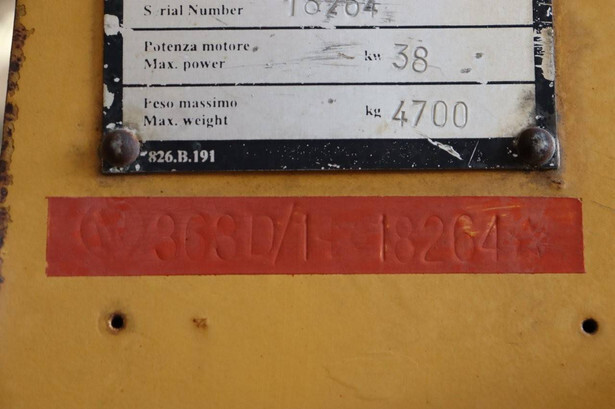 Serial Number 18264
Potenza motore
Max. power kw 38
Peso massimo
Max. weight kg 4700
826.B.191
368D/1 18264